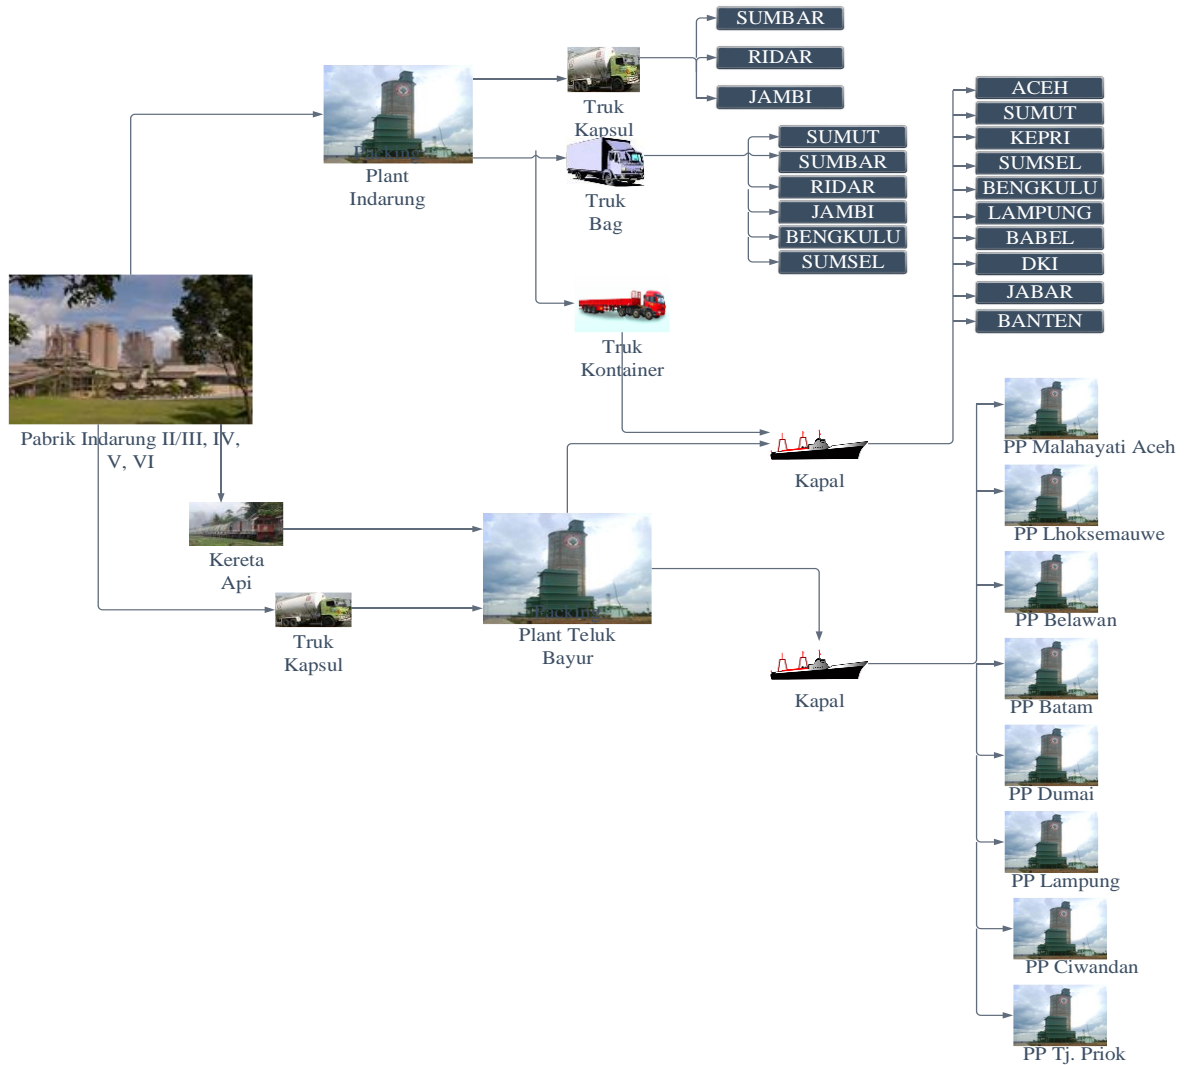 SUMBAR
RIDAR
JAMBI
Truk
Kapsul
Packing
Plant
Indarung
Truk
Bag
SUMUT
SUMBAR
RIDAR
JAMBI
BENGKULU
SUMSEL
ACEH
SUMUT
KEPRI
SUMSEL
BENGKULU
LAMPUNG
BABEL
DKI
JABAR
BANTEN
Truk
Kontainer
Pabrik Indarung II/III, IV,
V, VI
Kapal
Kereta
Api
Truk
Kapsul
Packing
Plant Teluk
Bayur
Kapal
PP Malahayati Aceh
PP Lhoksemauwe
PP Belawan
PP Batam
PP Dumai
PP Lampung
PP Ciwandan
PP Tj. Priok